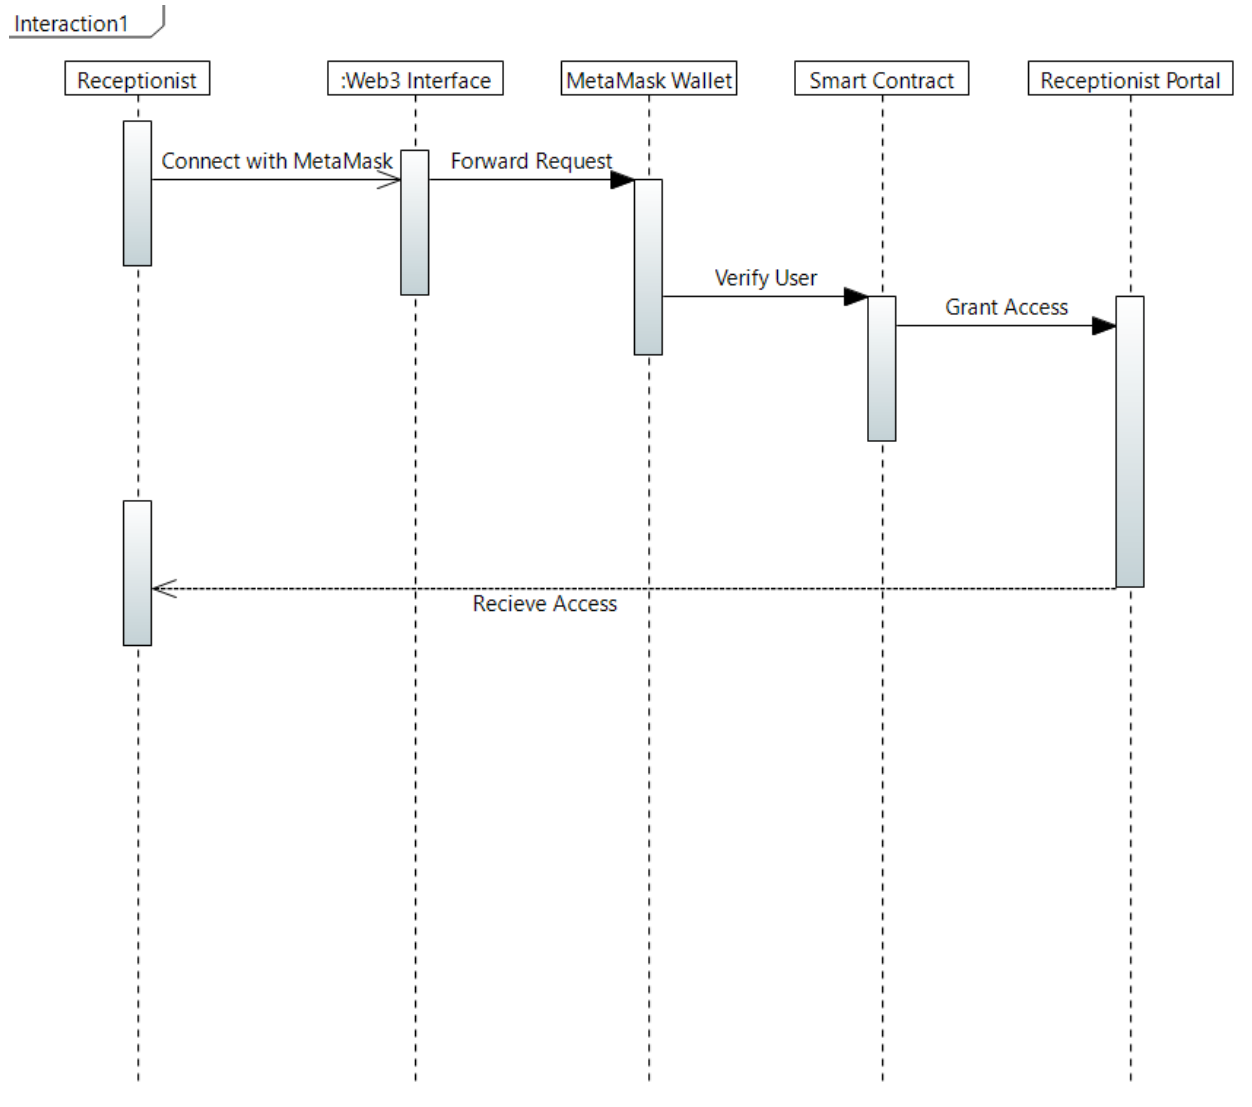 Interaction1
Receptionist
:Web3 Interface
MetaMask Wallet
Smart Contract
Receptionist Portal
Connect with MetaMask
Forward Request
Verify User
Grant Access
Recieve Access